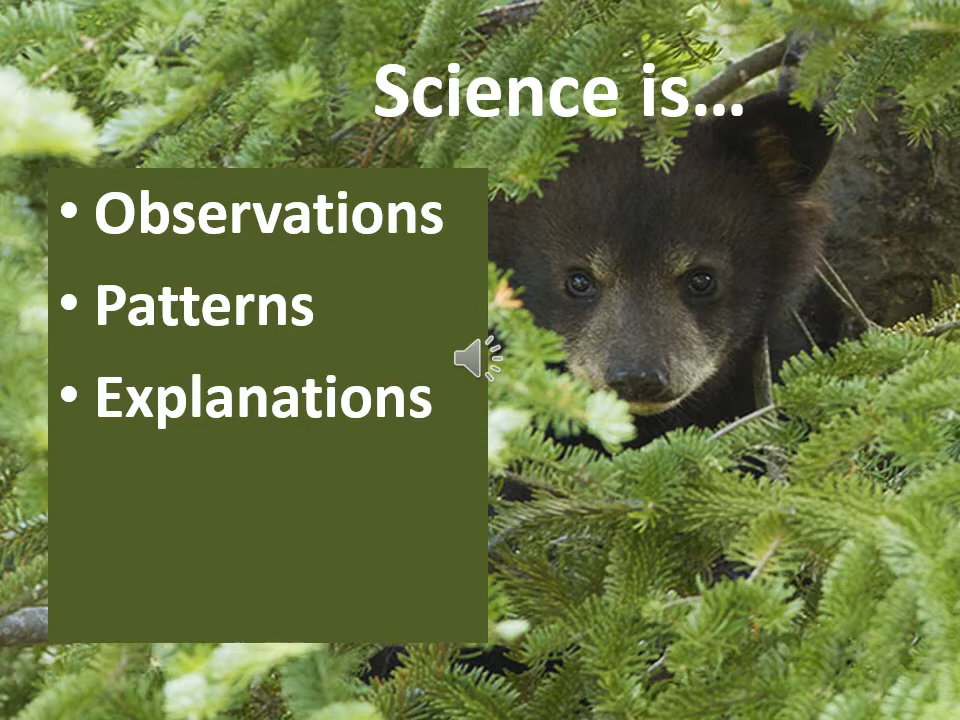 Science is...
• Observations
• Patterns
• Explanations